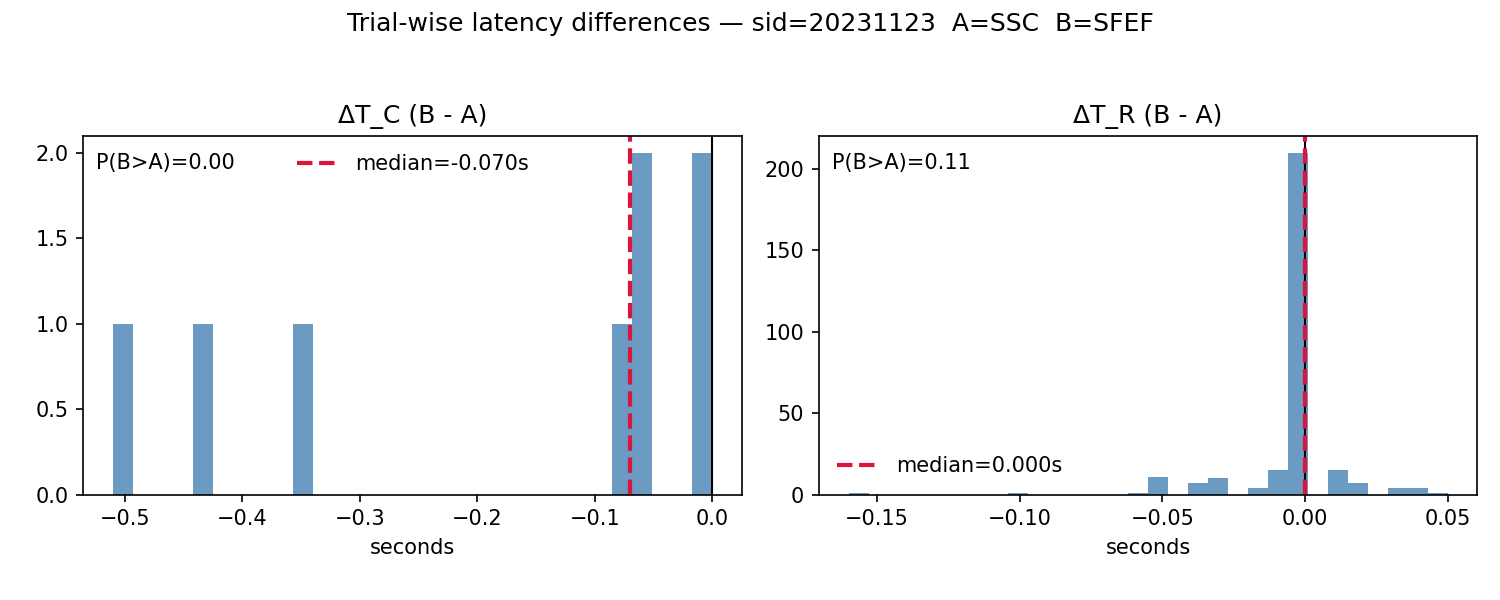 Trial-wise latency differences — sid=20231123  A=SSC  B=SFEF
ΔT_C (B - A)
P(B>A)=0.00
median=-0.070s
2.0
1.5
1.0
0.5
0.0
−0.5
−0.4
−0.3
−0.2
−0.1
0.0
seconds
ΔT_R (B - A)
P(B>A)=0.11
200
150
100
50
0
median=0.000s
−0.15
−0.10
−0.05
0.00
0.05
seconds